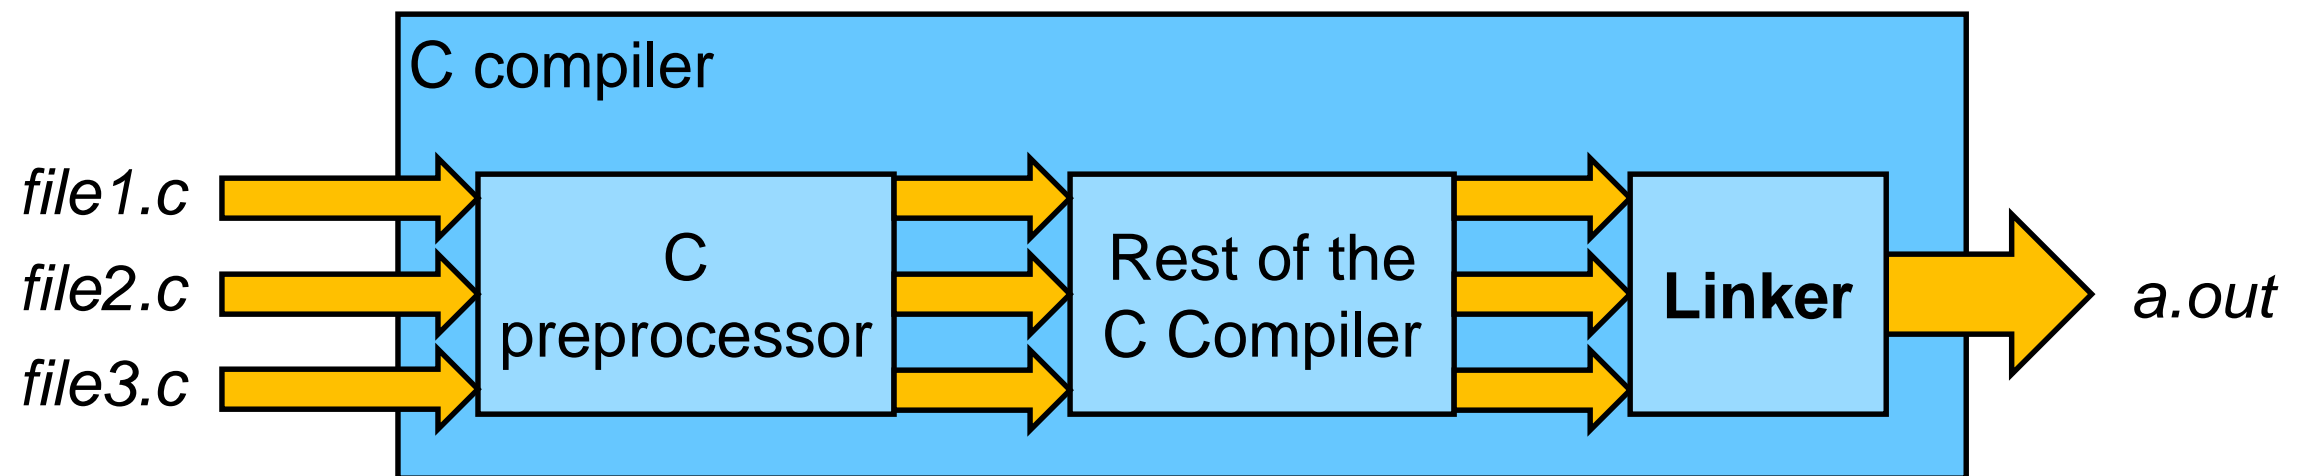 C compiler
file1.c
file2.c
file3.c
C
preprocessor
Rest of the
C Compiler
Linker
a.out